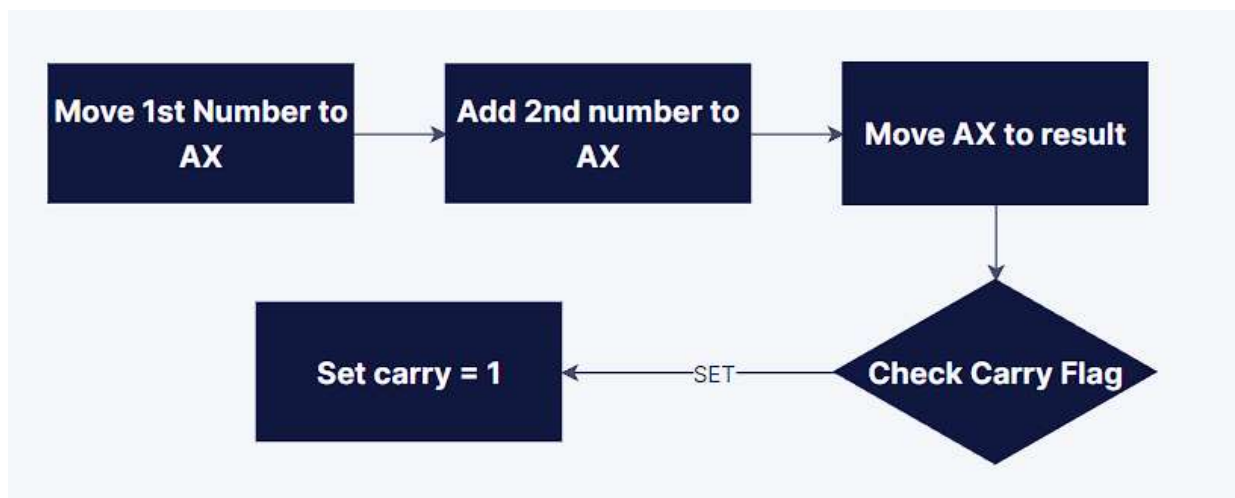 Move 1st Number to
AX
Add 2nd number to
AX
Move AX to result
Check Carry Flag
SET
Set carry = 1